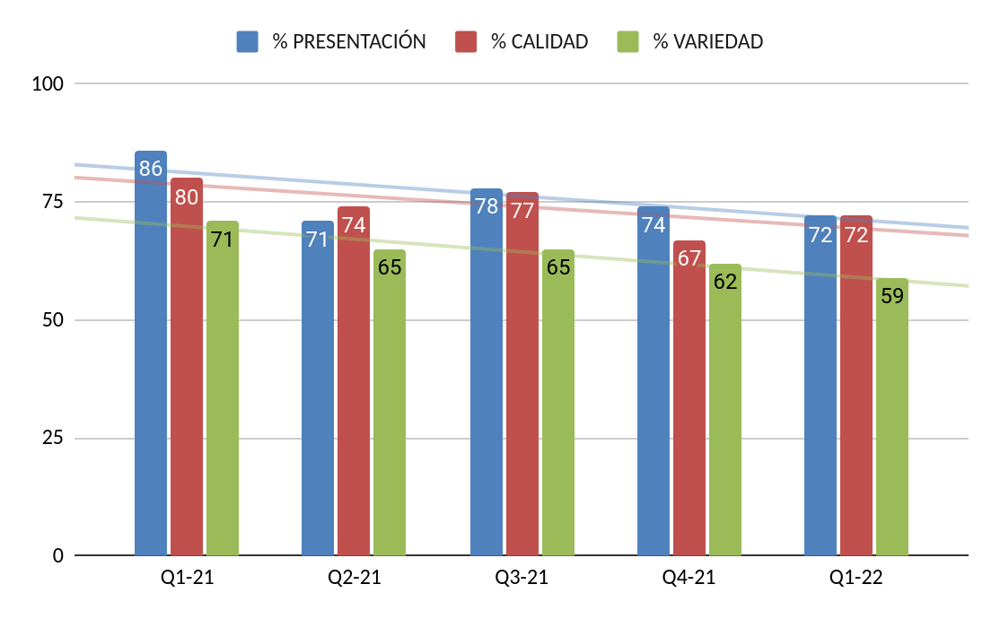 % PRESENTACIÓN % CALIDAD % VARIEDAD
100
75
50
25
0
86 80 71
71 74 65
78 77 65
74 67 62
72 72 59
Q1-21 Q2-21 Q3-21 Q4-21 Q1-22